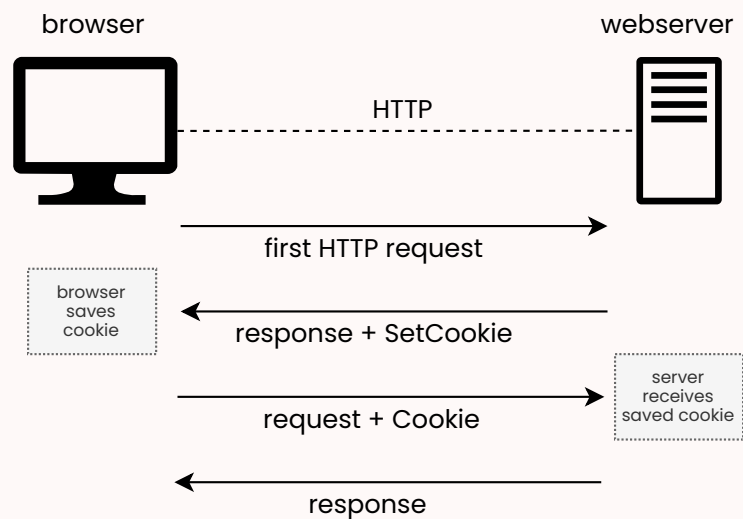 browser
webserver
HTTP
first HTTP request
browser
saves
cookie
response + SetCookie
server
receives
saved cookie
request + Cookie
response